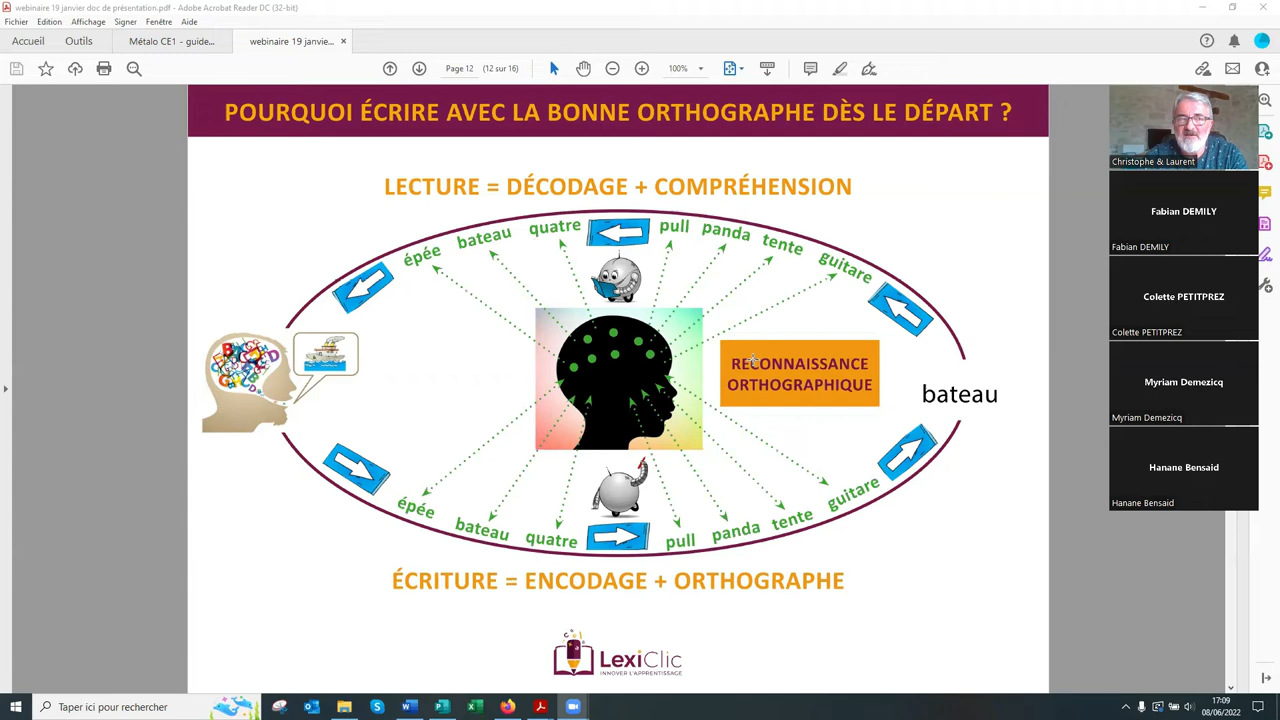 webinaire 19 janvier doc de présentation.pdf - Adobe Acrobat Reader DC (32-bit)
Fichier Edition Affichage Signer Fenêtre Aide
Accueil Outils Métalo CE1 - guide... webinaire 19 janvie... ×
Page 12 (12 sur 16) 100%
POURQUOI ÉCRIRE AVEC LA BONNE ORTHOGRAPHE DÈS LE DÉPART ?
LECTURE = DÉCODAGE + COMPRÉHENSION
épée bateau quatre pull panda tente guitare
RECONNAISSANCE
ORTHOGRAPHIQUE
bateau
épée bateau quatre pull panda tente guitare
ÉCRITURE = ENCODAGE + ORTHOGRAPHE
LexiClic
INNOVER L'APPRENTISSAGE
Christophe & Laurent
Fabian DEMILY
Fabian DEMILY
Colette PETITPREZ
Colette PETITPREZ
Myriam Demezicq
Myriam Demezicq
Hanane Bensaid
Hanane Bensaid
Taper ici pour rechercher
17:09
08/06/2022